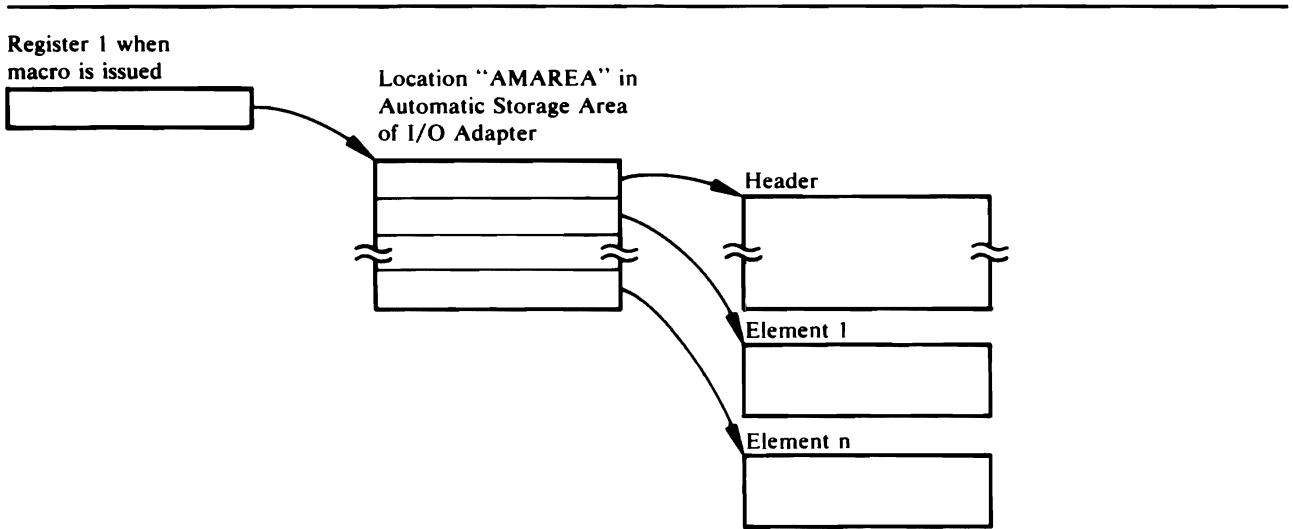 Register 1 when
macro is issued
Location "AMAREA" in
Automatic Storage Area
of I/O Adapter
Header
Element 1
Element n